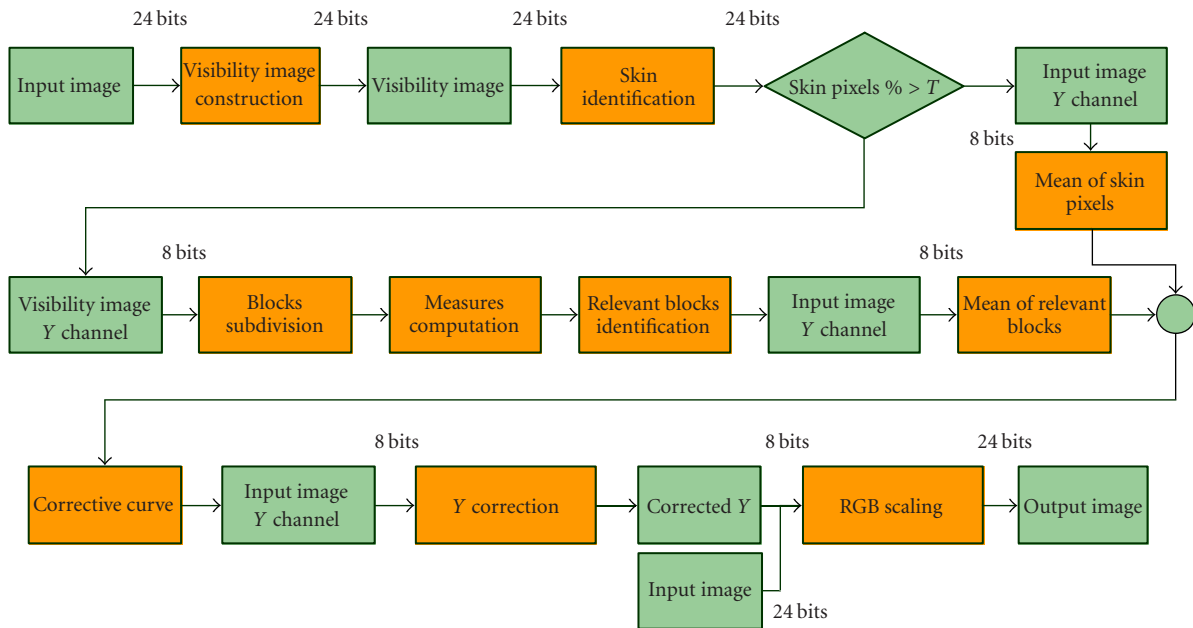 24 bits
24 bits
24 bits
24 bits
Input image
Visibility image
construction
Visibility image
Skin
identification
Skin pixels % > T
Input image
Y channel
8 bits
Mean of skin
pixels
8 bits
8 bits
Visibility image
Y channel
Blocks
subdivision
Measures
computation
Relevant blocks
identification
Input image
Y channel
Mean of relevant
blocks
8 bits
8 bits
24 bits
Corrective curve
Input image
Y channel
Y correction
Corrected Y
RGB scaling
Output image
Input image
24 bits